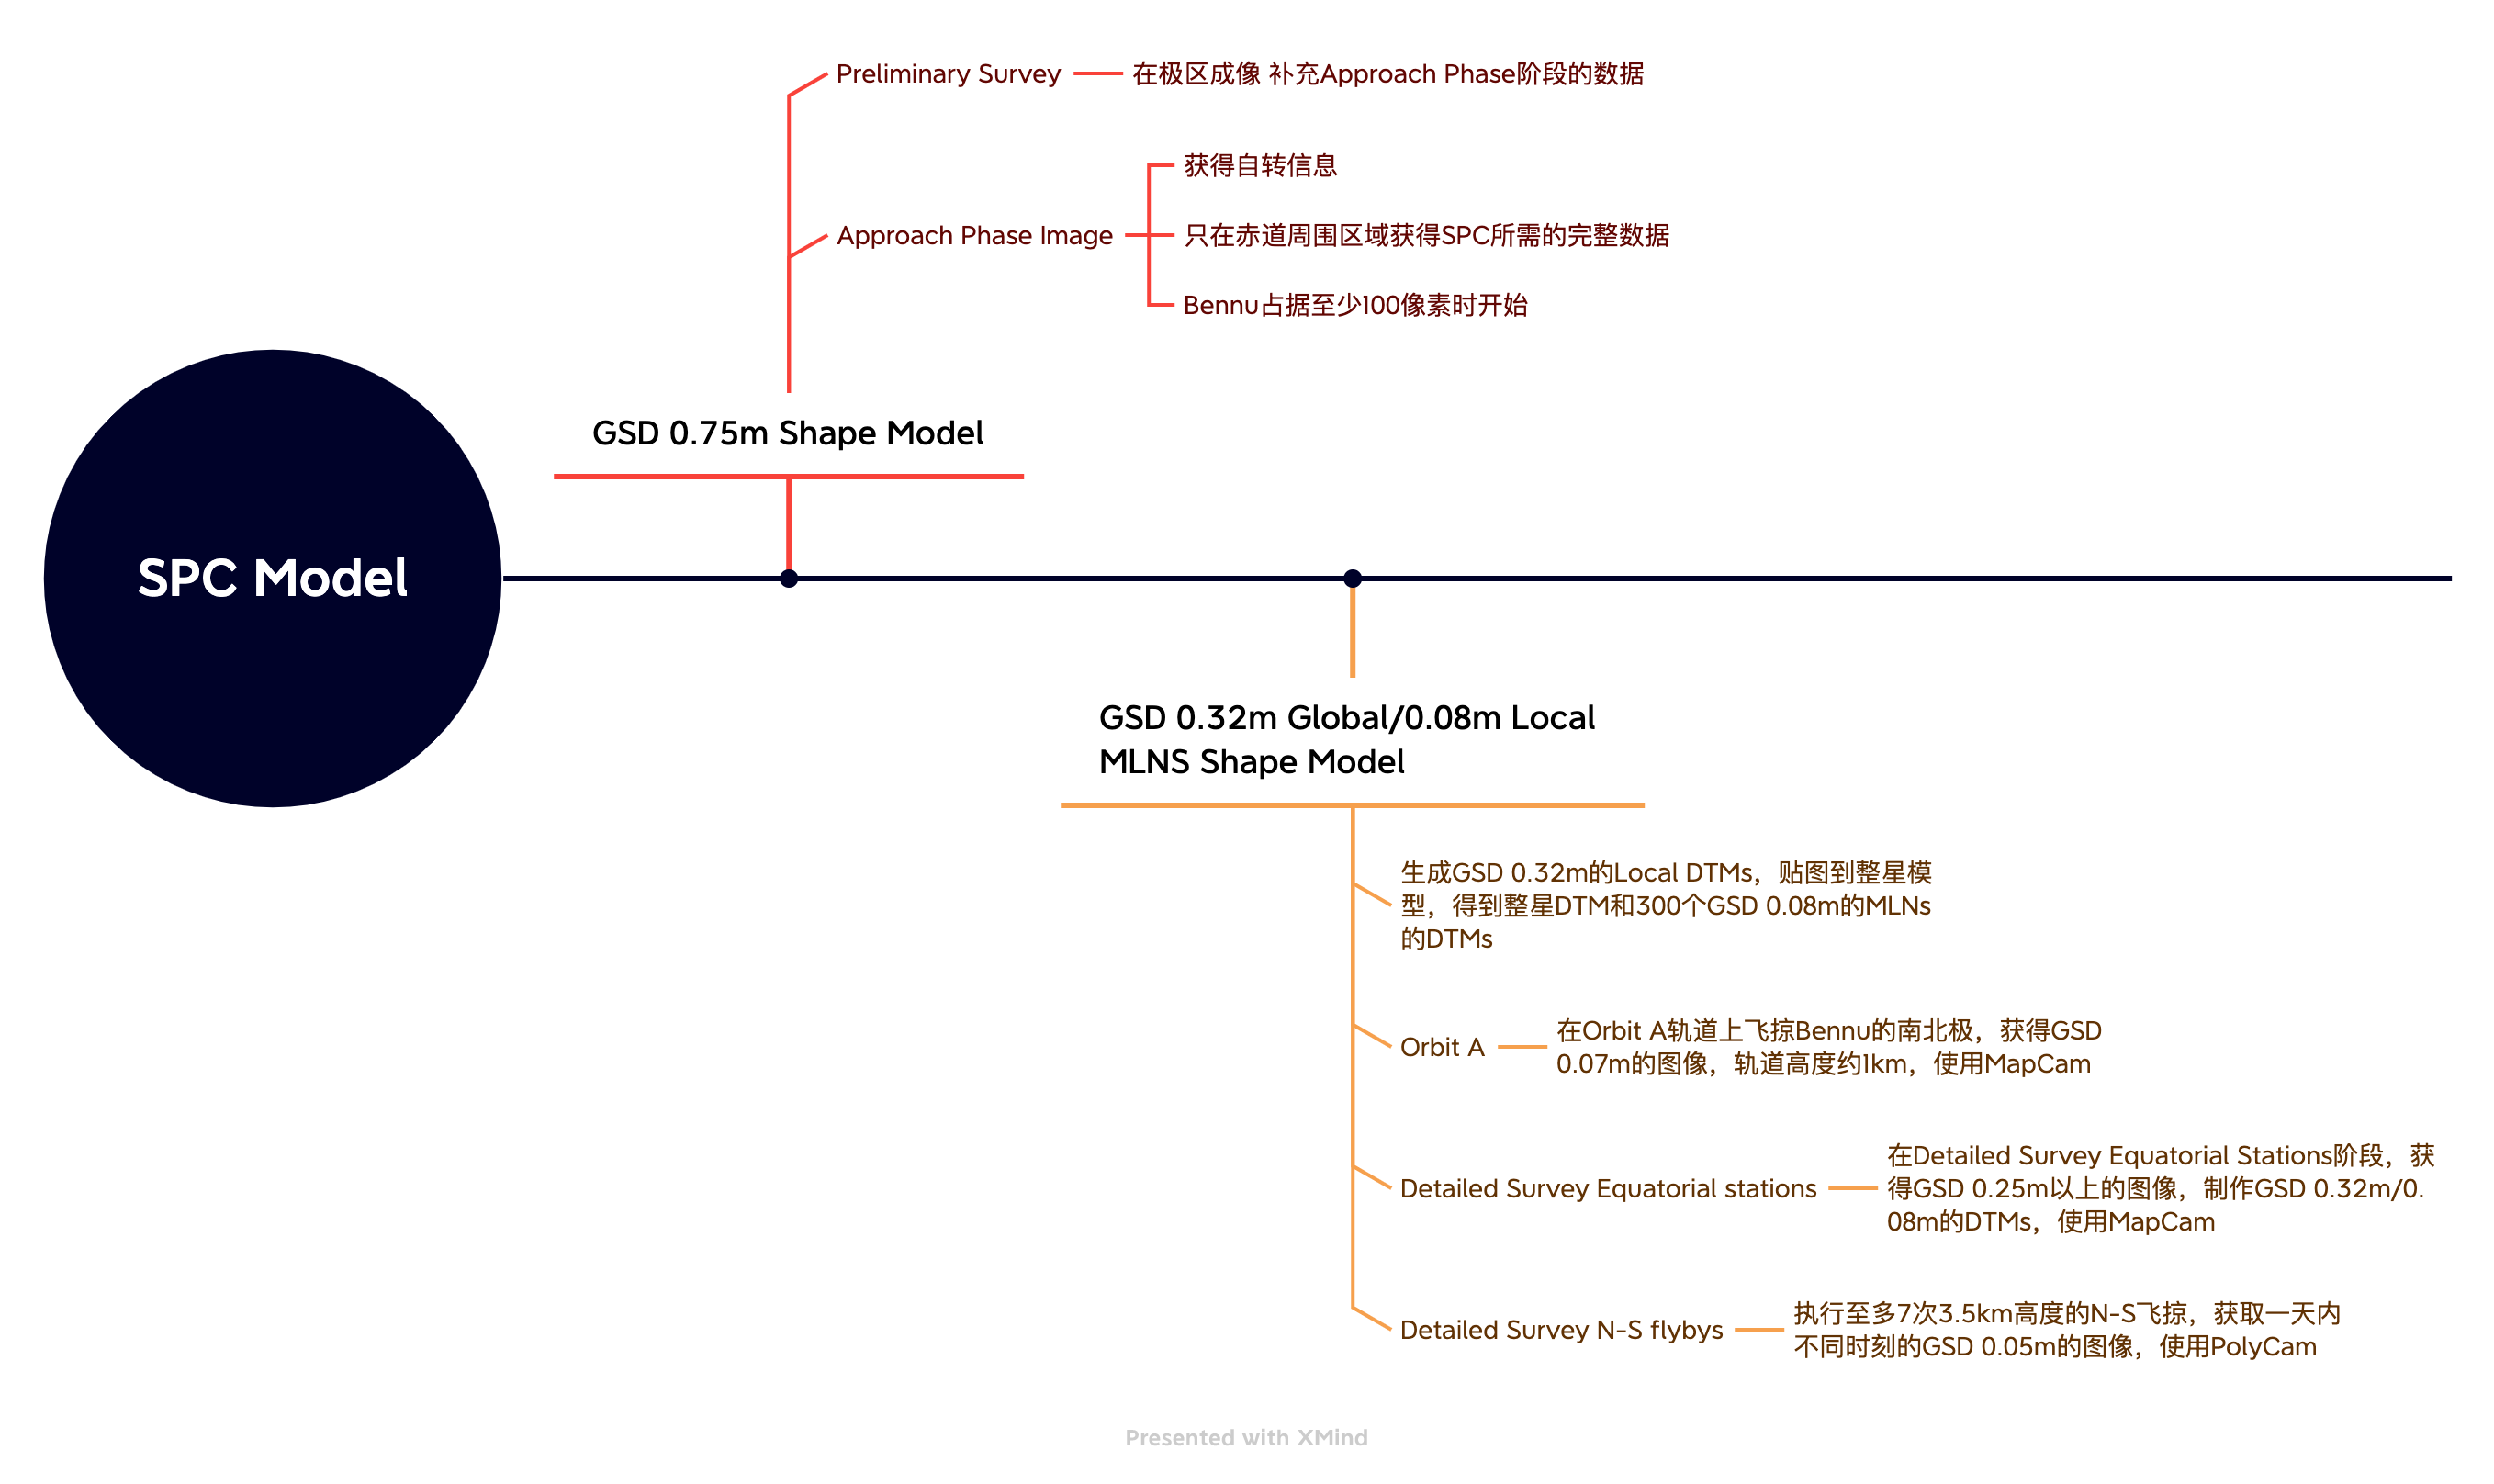 Preliminary Survey
在极区成像 补充Approach Phase阶段的数据
获得自转信息
Approach Phase Image
只在赤道周围区域获得SPC所需的完整数据
Bennu占据至少100像素时开始
GSD 0.75m Shape Model
SPC Model
GSD 0.32m Global/0.08m Local
MLNS Shape Model
生成GSD 0.32m的Local DTMs，贴图到整星模
型，得到整星DTM和300个GSD 0.08m的MLNs
的DTMs
Orbit A
在Orbit A轨道上飞掠Bennu的南北极，获得GSD
0.07m的图像，轨道高度约1km，使用MapCam
Detailed Survey Equatorial stations
在Detailed Survey Equatorial Stations阶段，获
得GSD 0.25m以上的图像，制作GSD 0.32m/0.
08m的DTMs，使用MapCam
Detailed Survey N-S flybys
执行至多7次3.5km高度的N-S飞掠，获取一天内
不同时刻的GSD 0.05m的图像，使用PolyCam
Presented with XMind